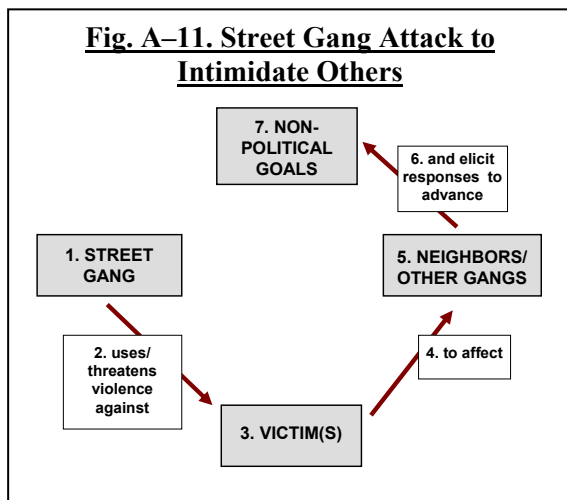 Fig. A–11. Street Gang Attack to
Intimidate Others
7. NON-
POLITICAL
GOALS
6. and elicit
responses to
advance
1. STREET
GANG
5. NEIGHBORS/
OTHER GANGS
2. uses/
threatens
violence
against
4. to affect
3. VICTIM(S)